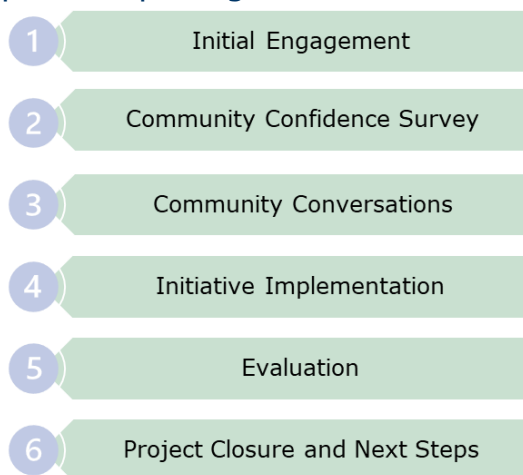 1 Initial Engagement
2 Community Confidence Survey
3 Community Conversations
4 Initiative Implementation
5 Evaluation
6 Project Closure and Next Steps